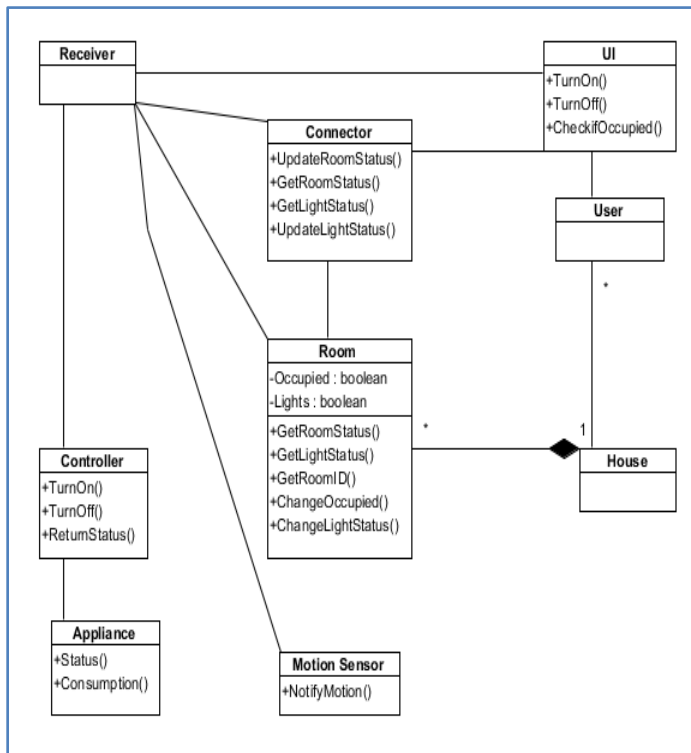 Receiver
UI
+TurnOn()
+TurnOff()
+CheckifOccupied()
Connector
+UpdateRoomStatus()
+GetRoomStatus()
+GetLightStatus()
+UpdateLightStatus()
User
*
Room
-Occupied : boolean
-Lights : boolean
+GetRoomStatus()
+GetLightStatus()
+GetRoomID()
+ChangeOccupied()
+ChangeLightStatus()
*
1
House
Controller
+TurnOn()
+TurnOff()
+ReturnStatus()
Appliance
+Status()
+Consumption()
Motion Sensor
+NotifyMotion()